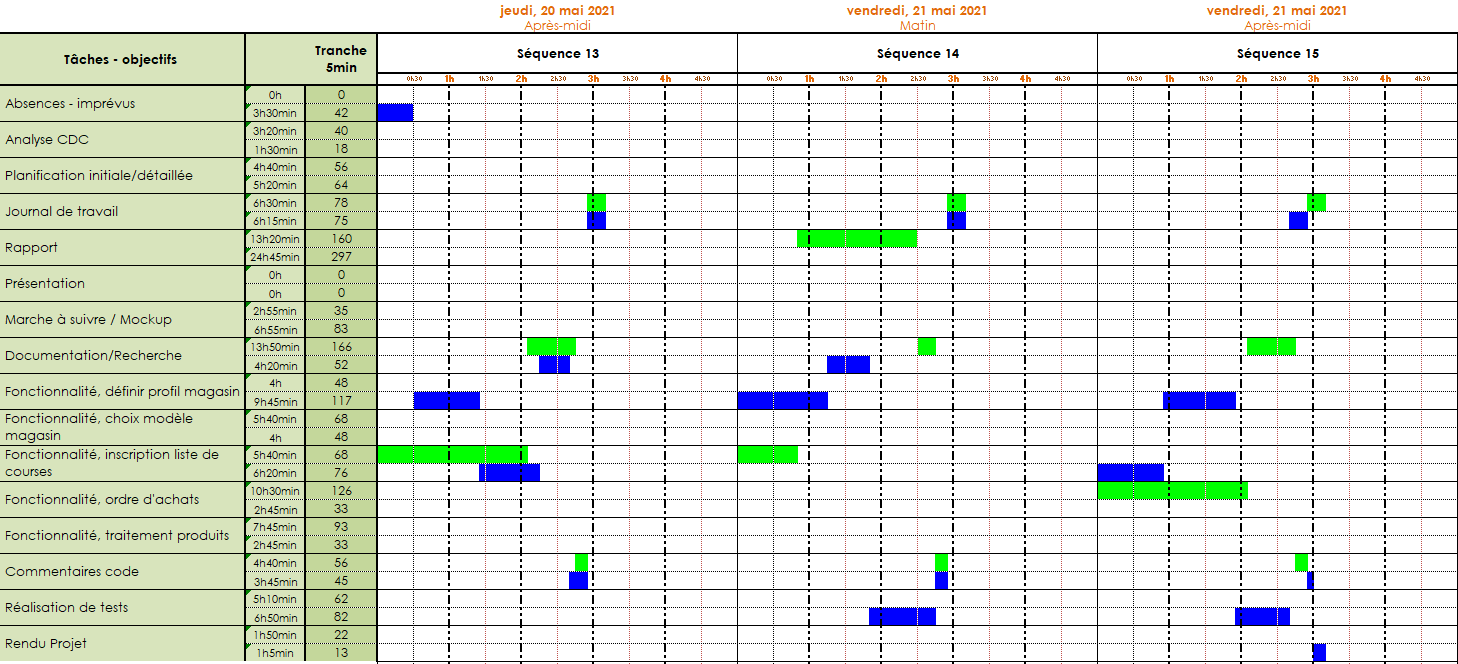 jeudi, 20 mai 2021 vendredi, 21 mai 2021 vendredi, 21 mai 2021
Après-midi Matin Après-midi
Tâches - objectifs Tranche 5min Séquence 13 Séquence 14 Séquence 15
0h30 1h 1h30 2h 2h30 3h 3h30 4h 4h30 0h30 1h 1h30 2h 2h30 3h 3h30 4h 4h30 0h30 1h 1h30 2h 2h30 3h 3h30 4h 4h30
Absences - imprévus 0h 0
3h30min 42
Analyse CDC 3h20min 40
1h30min 18
Planification initiale/détaillée 4h40min 56
5h20min 64
Journal de travail 6h30min 78
6h15min 75
Rapport 13h20min 160
24h45min 297
Présentation 0h 0
0h 0
Marche à suivre / Mockup 2h55min 35
6h55min 83
Documentation/Recherche 13h50min 166
4h20min 52
Fonctionnalité, définir profil magasin 4h 48
9h45min 117
Fonctionnalité, choix modèle 5h40min 68
magasin 4h 48
Fonctionnalité, inscription liste de 5h40min 68
courses 6h20min 76
Fonctionnalité, ordre d'achats 10h30min 126
2h45min 33
Fonctionnalité, traitement produits 7h45min 93
2h45min 33
Commentaires code 4h40min 56
3h45min 45
Réalisation de tests 5h10min 62
6h50min 82
Rendu Projet 1h50min 22
1h5min 13